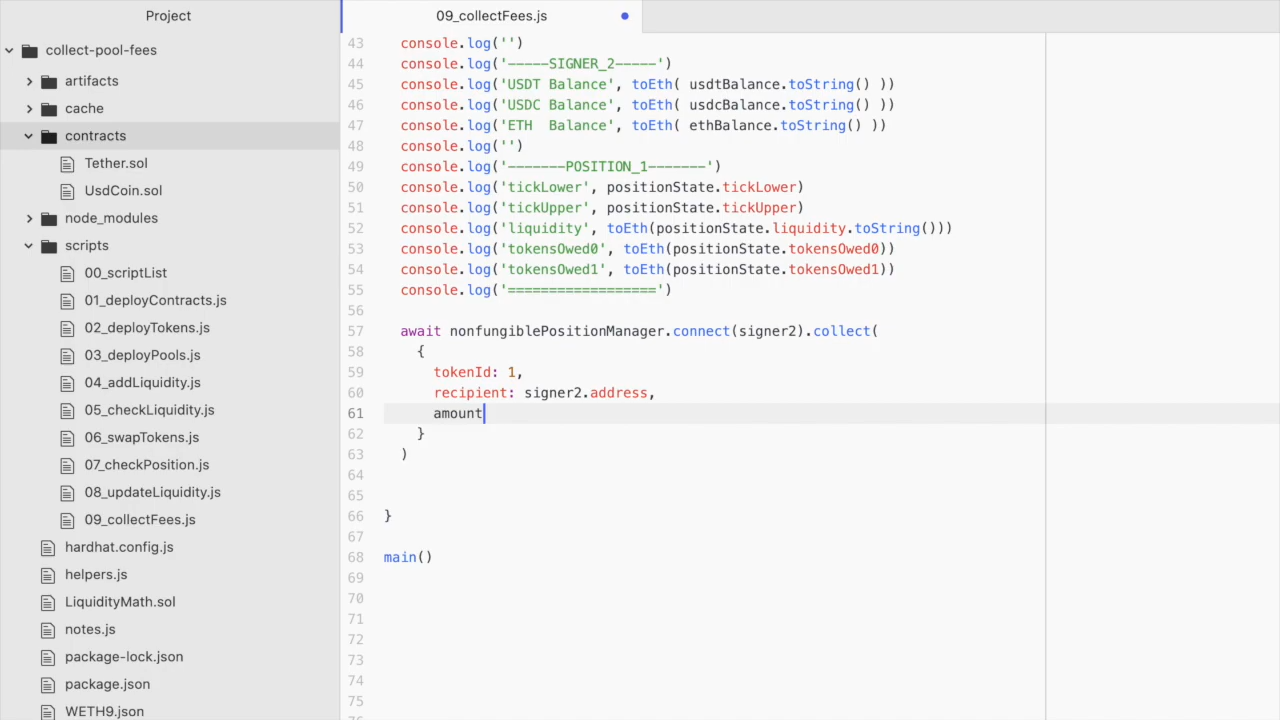 Project
09_collectFees.js
collect-pool-fees
artifacts
cache
contracts
Tether.sol
UsdCoin.sol
node_modules
scripts
00_scriptList
01_deployContracts.js
02_deployTokens.js
03_deployPools.js
04_addLiquidity.js
05_checkLiquidity.js
06_swapTokens.js
07_checkPosition.js
08_updateLiquidity.js
09_collectFees.js
hardhat.config.js
helpers.js
LiquidityMath.sol
notes.js
package-lock.json
package.json
WETH9.json
43 console.log('')
44 console.log('-----SIGNER_2-----')
45 console.log('USDT Balance', toEth( usdtBalance.toString() ))
46 console.log('USDC Balance', toEth( usdcBalance.toString() ))
47 console.log('ETH  Balance', toEth( ethBalance.toString() ))
48 console.log('')
49 console.log('-------POSITION_1-------')
50 console.log('tickLower', positionState.tickLower)
51 console.log('tickUpper', positionState.tickUpper)
52 console.log('liquidity', toEth(positionState.liquidity.toString()))
53 console.log('tokensOwed0', toEth(positionState.tokensOwed0))
54 console.log('tokensOwed1', toEth(positionState.tokensOwed1))
55 console.log('==================')
56
57 await nonfungiblePositionManager.connect(signer2).collect(
58 {
59 tokenId: 1,
60 recipient: signer2.address,
61 amount
62 }
63 )
64
65
66 }
67
68 main()
69
70
71
72
73
74
75